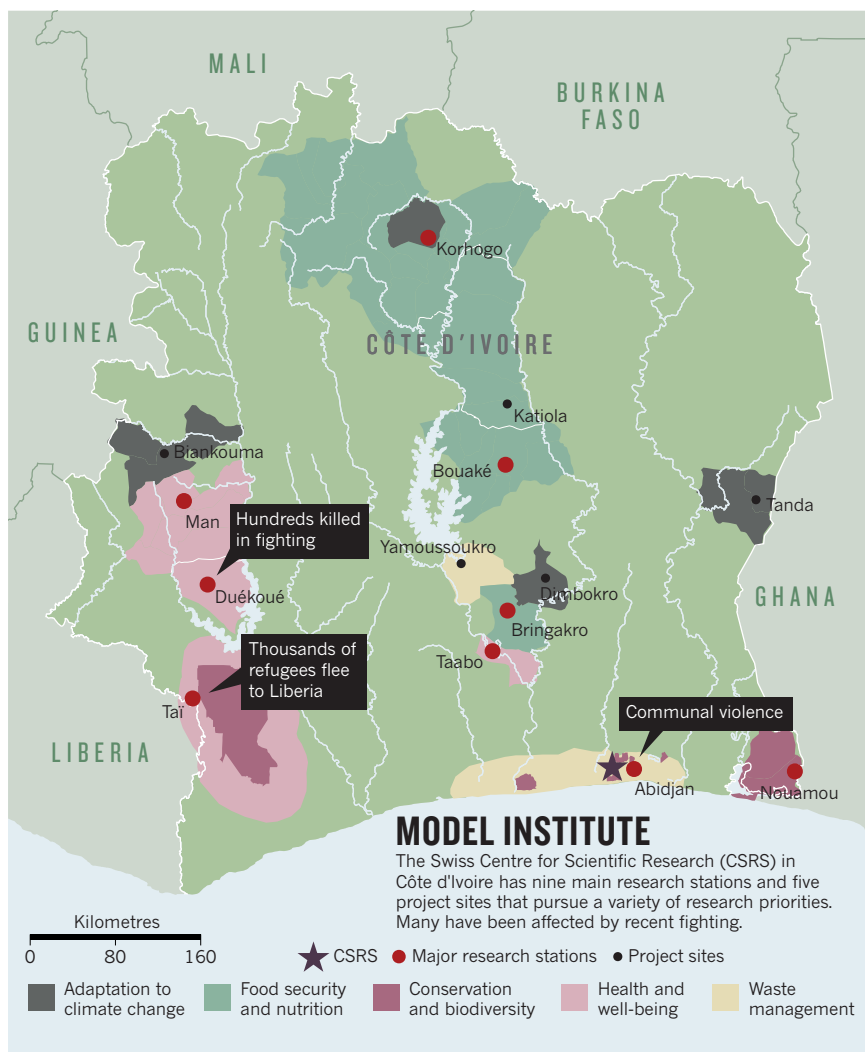 MALI
BURKINA
FASO
Korhogo
GUINEA
CÔTE D'IVOIRE
Katiola
Biankouma
Bouaké
Man
Tanda
Hundreds killed
in fighting
Yamoussoukro
Duékoué
Dimbokro
GHANA
Bringakro
Taabo
Thousands of
refugees flee
to Liberia
Taï
Communal violence
LIBERIA
Abidjan
Nouamou
MODEL INSTITUTE
The Swiss Centre for Scientific Research (CSRS) in
Côte d'Ivoire has nine main research stations and five
project sites that pursue a variety of research priorities.
Many have been affected by recent fighting.
Kilometres
0 80 160
CSRS Major research stations Project sites
Adaptation to
climate change
Food security
and nutrition
Conservation
and biodiversity
Health and
well-being
Waste
management